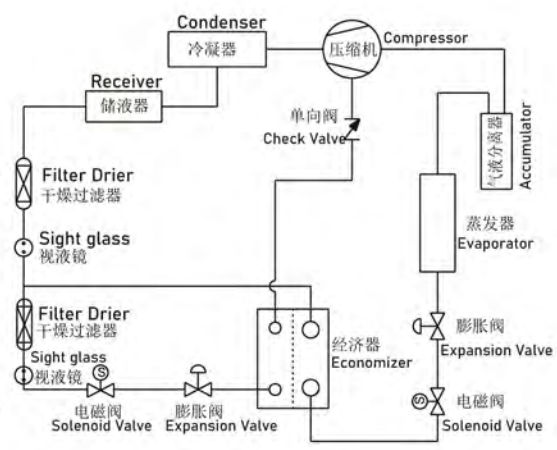 Condenser
冷凝器
压缩机
Compressor
Receiver
储液器
单向阀
Check Valve
气液分离器
Accumulator
Filter Drier
干燥过滤器
蒸发器
Evaporator
Sight glass
视液镜
Filter Drier
干燥过滤器
经济器
Economizer
膨胀阀
Expansion Valve
Sight glass
视液镜
S
电磁阀
Solenoid Valve
膨胀阀
Expansion Valve
S
电磁阀
Solenoid Valve